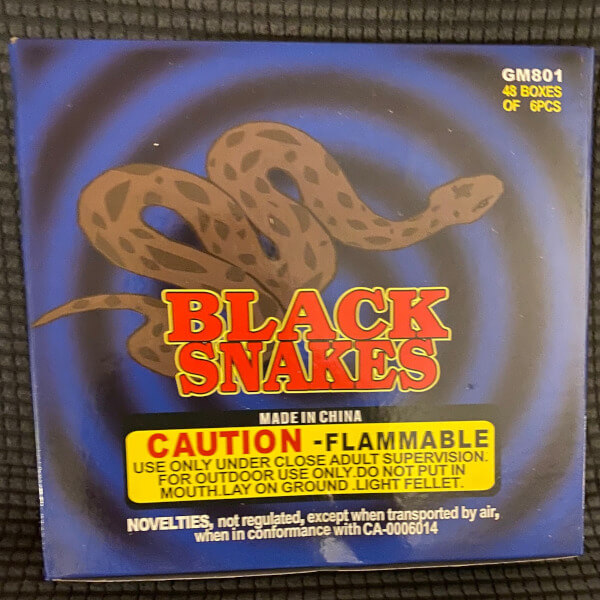 GM801
48 BOXES
OF 6PCS
BLACK
SNAKES
MADE IN CHINA
CAUTION -FLAMMABLE
USE ONLY UNDER CLOSE ADULT SUPERVISION.
FOR OUTDOOR USE ONLY.DO NOT PUT IN
MOUTH.LAY ON GROUND .LIGHT FELLET.
NOVELTIES, not regulated, except when transported by air,
when in conformance with CA-0006014